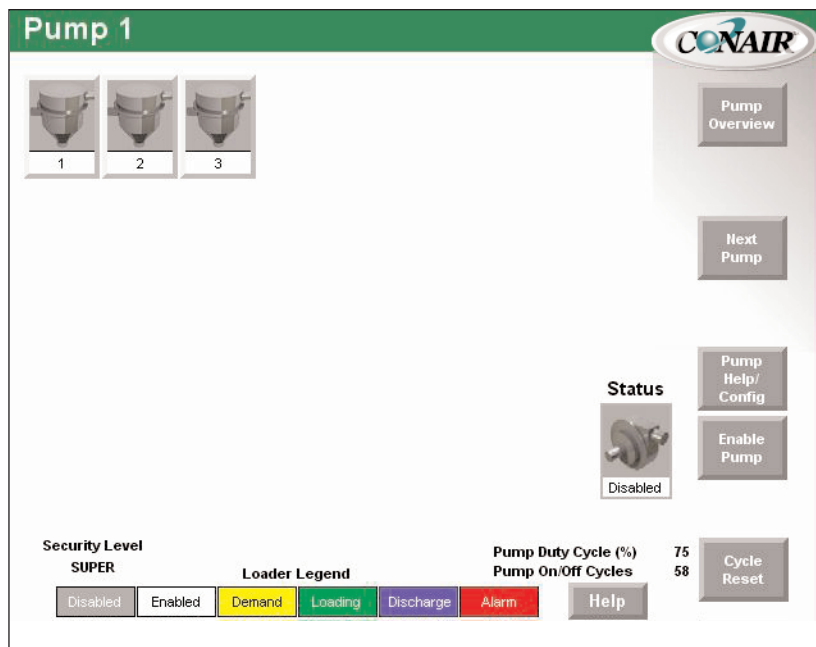 Pump 1
CONAIR
1 2 3
Pump
Overview
Next
Pump
Pump
Help/
Config
Status
Enable
Pump
Disabled
Security Level
SUPER
Loader Legend
Pump Duty Cycle (%) 75
Pump On/Off Cycles 58
Cycle
Reset
Disabled Enabled Demand Loading Discharge Alarm Help